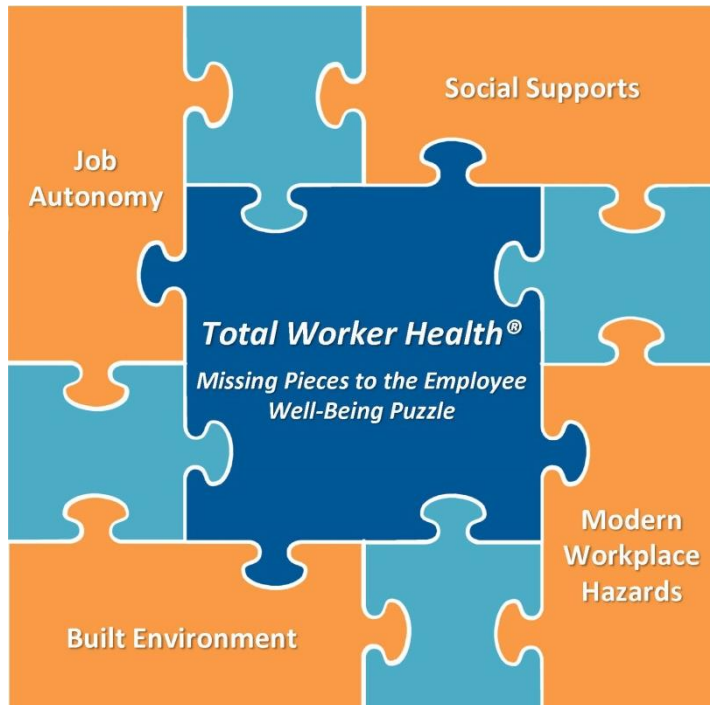 Social Supports
Job
Autonomy
Total Worker Health®
Missing Pieces to the Employee
Well-Being Puzzle
Modern
Workplace
Hazards
Built Environment